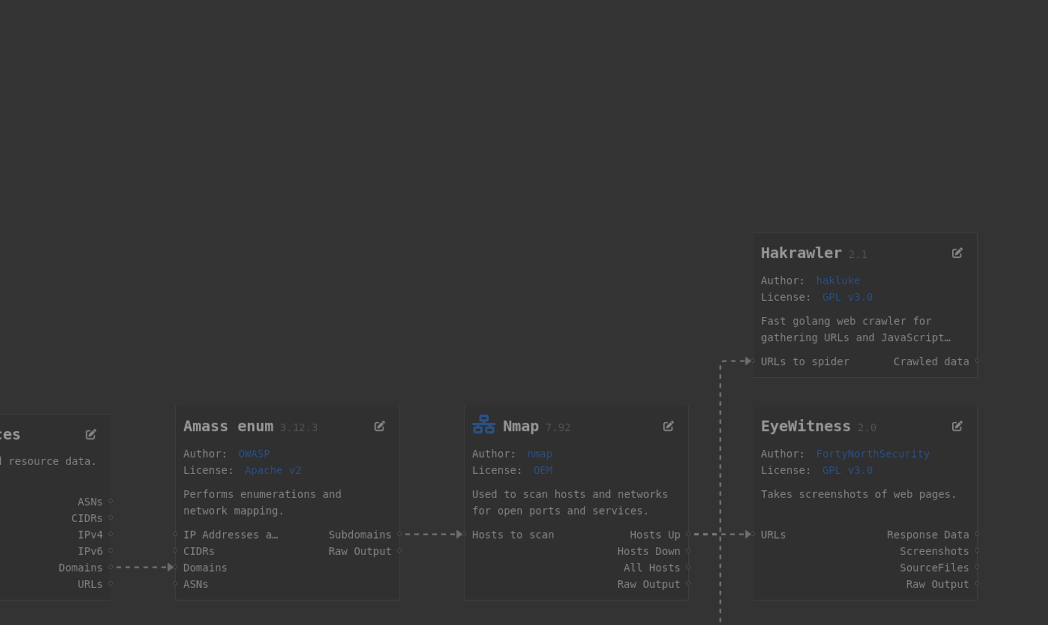 Hakrawler 2.1
Author: hakluke
License: GPL v3.0
Fast golang web crawler for
gathering URLs and JavaScript…
URLs to spider Crawled data
ces
resource data.
ASNs
CIDRs
IPv4
IPv6
Domains
URLs
Amass enum 3.12.3
Author: OWASP
License: Apache v2
Performs enumerations and
network mapping.
IP Addresses a… Subdomains
CIDRs Raw Output
Domains
ASNs
Nmap 7.92
Author: nmap
License: OEM
Used to scan hosts and networks
for open ports and services.
Hosts to scan Hosts Up
Hosts Down
All Hosts
Raw Output
EyeWitness 2.0
Author: FortyNorthSecurity
License: GPL v3.0
Takes screenshots of web pages.
URLs Response Data
Screenshots
SourceFiles
Raw Output